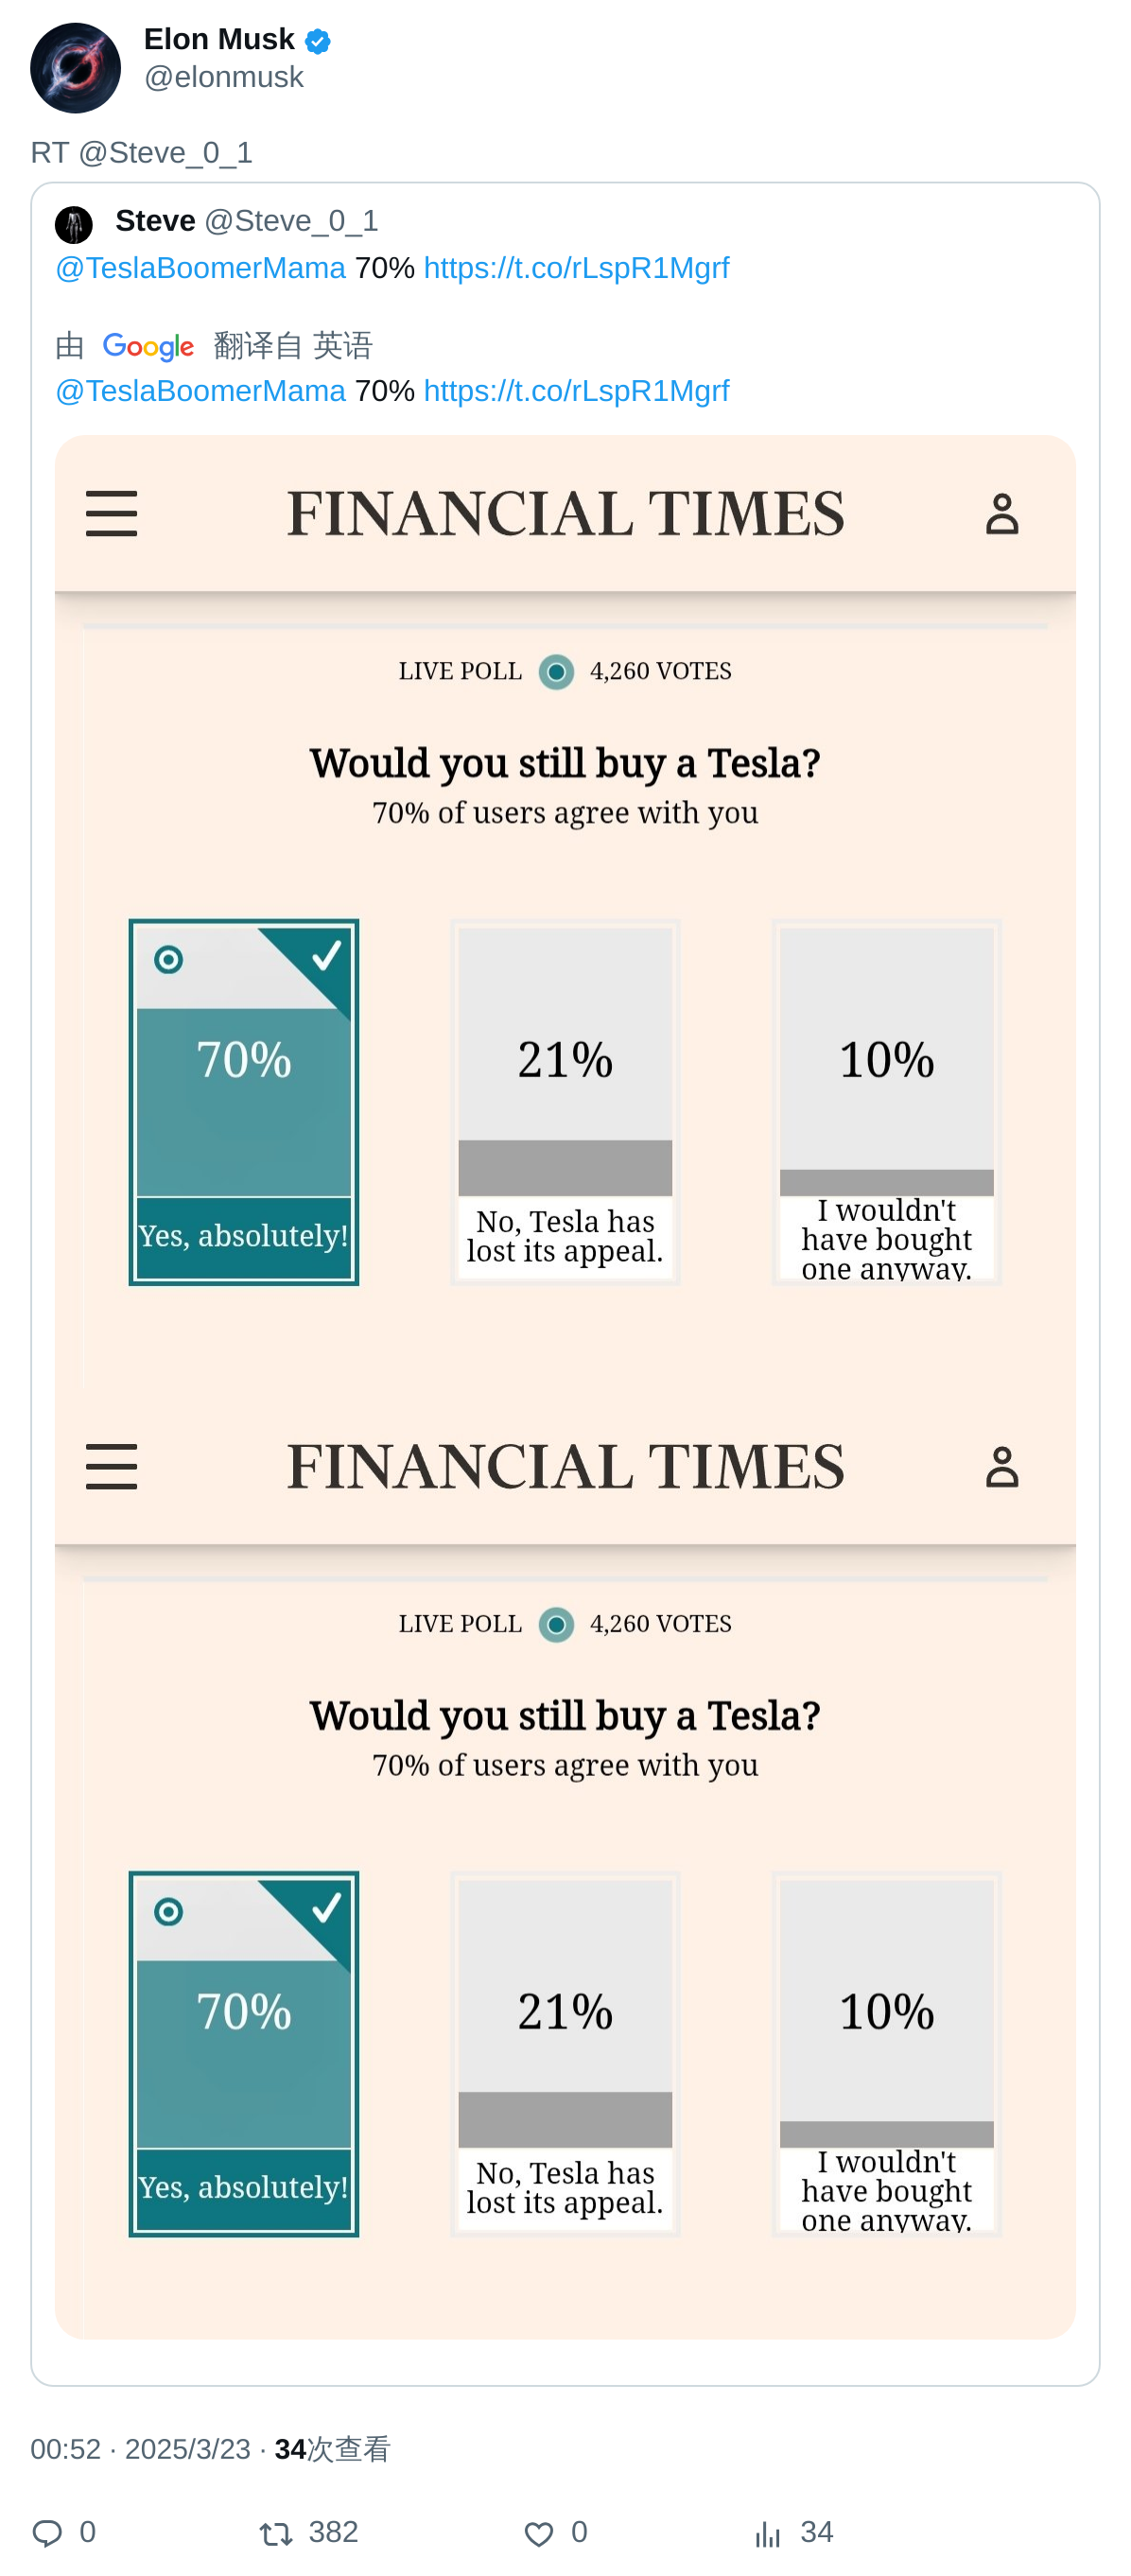 Elon Musk
@elonmusk
RT @Steve_0_1
Steve @Steve_0_1
@TeslaBoomerMama 70% https://t.co/rLspR1Mgrf
由 Google 翻译自 英语
@TeslaBoomerMama 70% https://t.co/rLspR1Mgrf
FINANCIAL TIMES
LIVE POLL 4,260 VOTES
Would you still buy a Tesla?
70% of users agree with you
70% 21% 10%
Yes, absolutely!
No, Tesla has
lost its appeal.
I wouldn't
have bought
one anyway.
FINANCIAL TIMES
LIVE POLL 4,260 VOTES
Would you still buy a Tesla?
70% of users agree with you
70% 21% 10%
Yes, absolutely!
No, Tesla has
lost its appeal.
I wouldn't
have bought
one anyway.
00:52 · 2025/3/23 · 34次查看
0 382 0 34